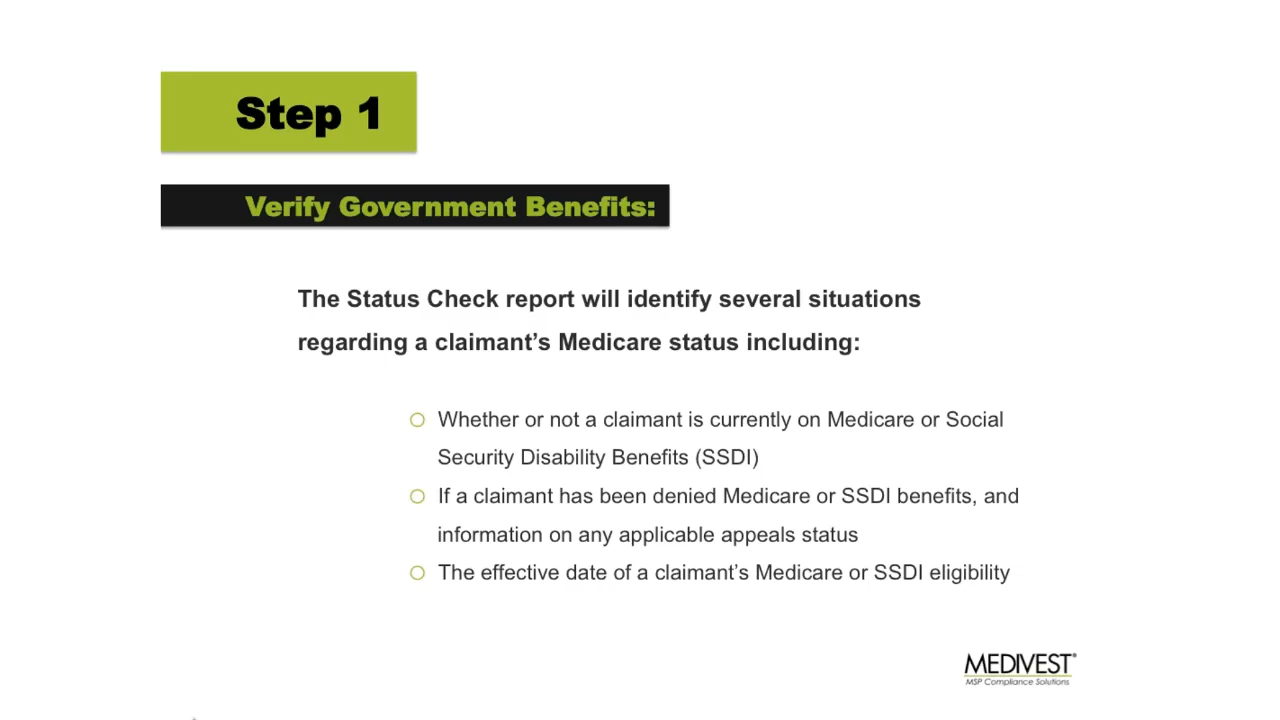 Step 1
Verify Government Benefits:
The Status Check report will identify several situations
regarding a claimant’s Medicare status including:
Whether or not a claimant is currently on Medicare or Social
Security Disability Benefits (SSDI)
If a claimant has been denied Medicare or SSDI benefits, and
information on any applicable appeals status
The effective date of a claimant’s Medicare or SSDI eligibility
MEDIVEST®
MSP Compliance Solutions